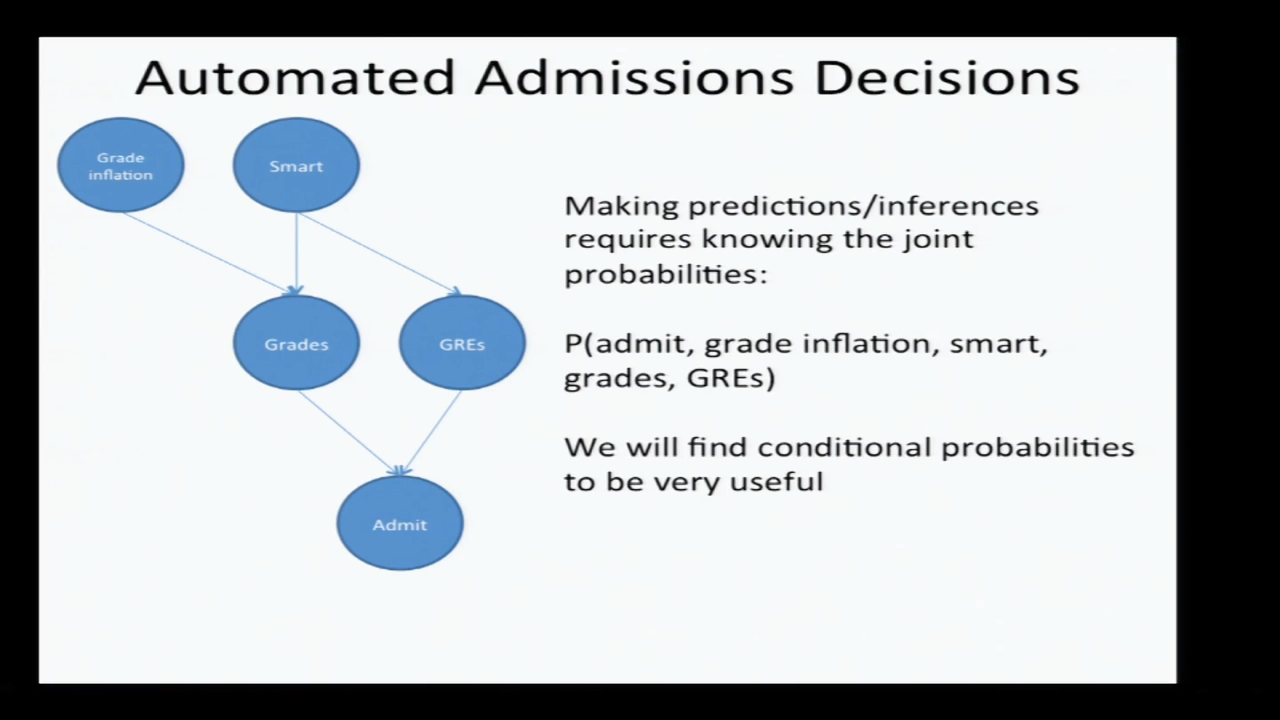 Automated Admissions Decisions
Grade
inflation
Smart
Making predictions/inferences
requires knowing the joint
probabilities:
Grades
GREs
P(admit, grade inflation, smart,
grades, GREs)
We will find conditional probabilities
to be very useful
Admit